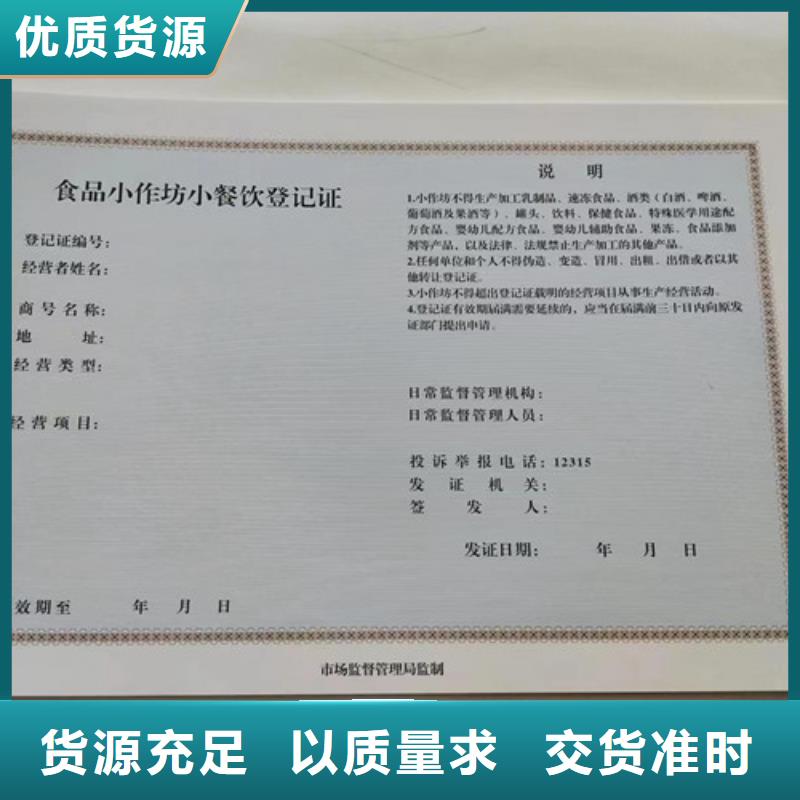 优质货源
食品小作坊小餐饮登记证
登记证编号：
经营者姓名：
商号名称：
地 址：
经营类型：
经营项目：
效期至 年 月 日
说 明
1.小作坊不得生产加工乳制品、速冻食品、酒类（白酒、啤酒、
葡萄酒及果酒等）、罐头、饮料、保健食品、特殊医学用途配
方食品、婴幼儿配方食品、婴幼儿辅助食品、果冻、食品添加
剂等产品，以及法律、法规禁止生产加工的其他产品。
2.任何单位和个人不得伪造、变造、冒用、出租、出借或者以其
他转让登记证。
3.小作坊不得超出登记证载明的经营项目从事生产经营活动。
4.登记证有效期届满需要延续的，应当在届满前三十日内向原发
证部门提出申请。
日常监督管理机构：
日常监督管理人员：
投诉举报电话：12315
发 证 机 关：
签 发 人：
发证日期： 年 月 日
市场监督管理局监制
货源充足 以质量求 交货准时